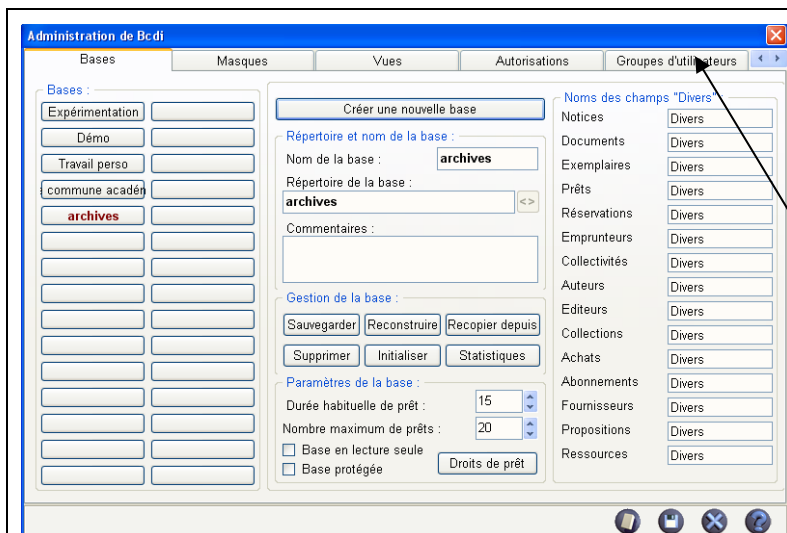 Administration de Bcdi
Bases
Masques
Vues
Autorisations
Groupes d'utilisateurs
Bases :
Expérimentation
Démo
Travail perso
commune acadén
archives
Créer une nouvelle base
Répertoire et nom de la base :
Nom de la base : archives
Répertoire de la base :
archives
<>
Commentaires :
Gestion de la base :
Sauvegarder Reconstruire Recopier depuis
Supprimer Initialiser Statistiques
Paramètres de la base :
Durée habituelle de prêt : 15
Nombre maximum de prêts : 20
Base en lecture seule
Base protégée
Droits de prêt
Noms des champs "Divers" :
Notices Divers
Documents Divers
Exemplaires Divers
Prêts Divers
Réservations Divers
Emprunteurs Divers
Collectivités Divers
Auteurs Divers
Editeurs Divers
Collections Divers
Achats Divers
Abonnements Divers
Fournisseurs Divers
Propositions Divers
Ressources Divers
?